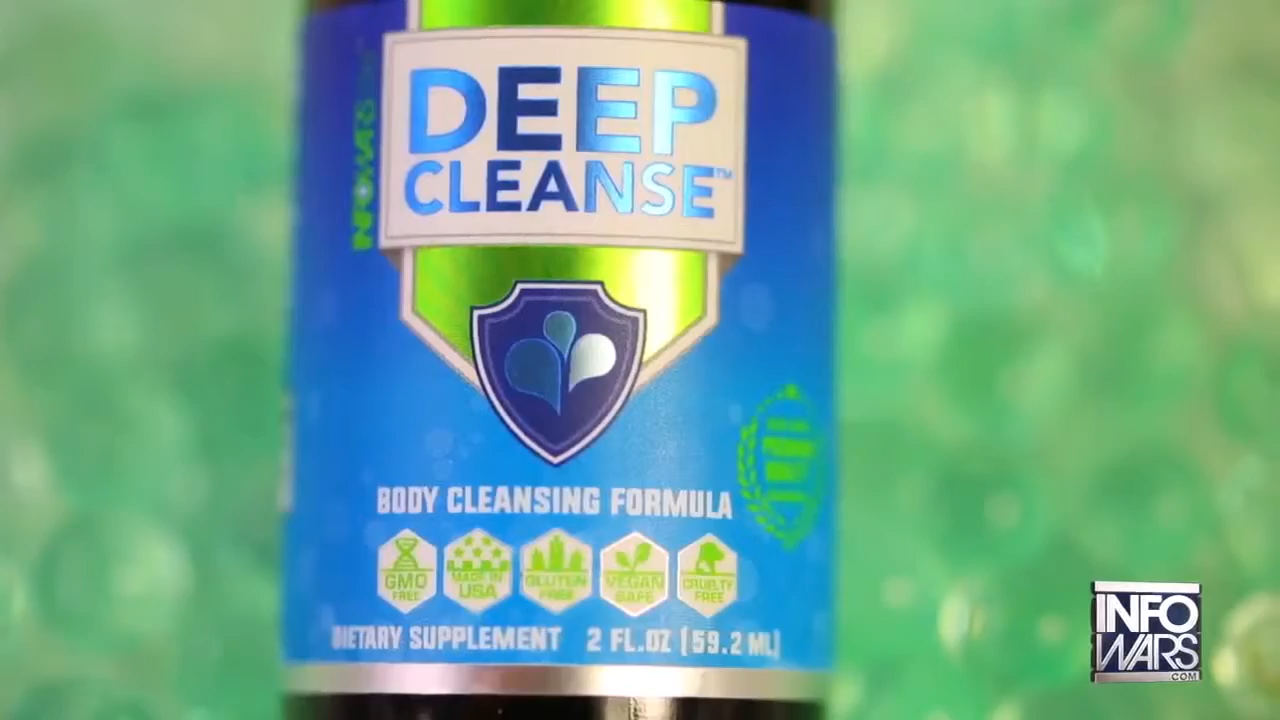 DEEP
CLEANSE™
INFOWARS
BODY CLEANSING FORMULA
GMO
FREE
MADE IN
USA
GLUTEN
FREE
VEGAN
SAFE
CRUELTY
FREE
DIETARY SUPPLEMENT 2 FL.OZ [59.2 ML]
INFO
WARS
.COM